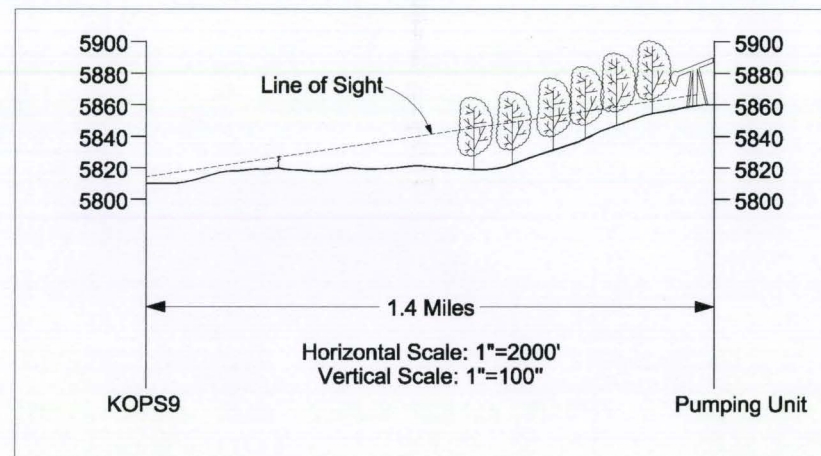 5900
5880
5860
5840
5820
5800
Line of Sight
5900
5880
5860
5840
5820
5800
1.4 Miles
Horizontal Scale: 1"=2000'
Vertical Scale: 1"=100"
KOPS9
Pumping Unit